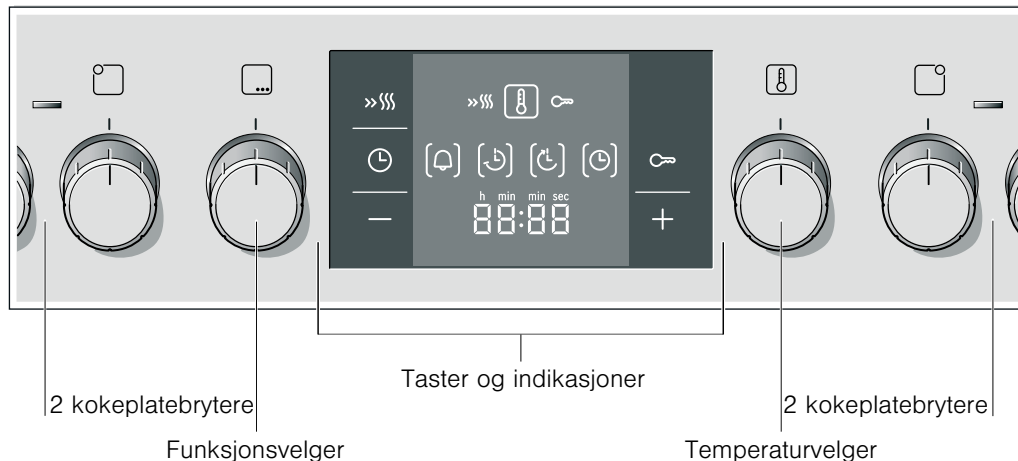 h min min sec
88:88
Taster og indikasjoner
2 kokeplatebrytere
2 kokeplatebrytere
Funksjonsvelger
Temperaturvelger